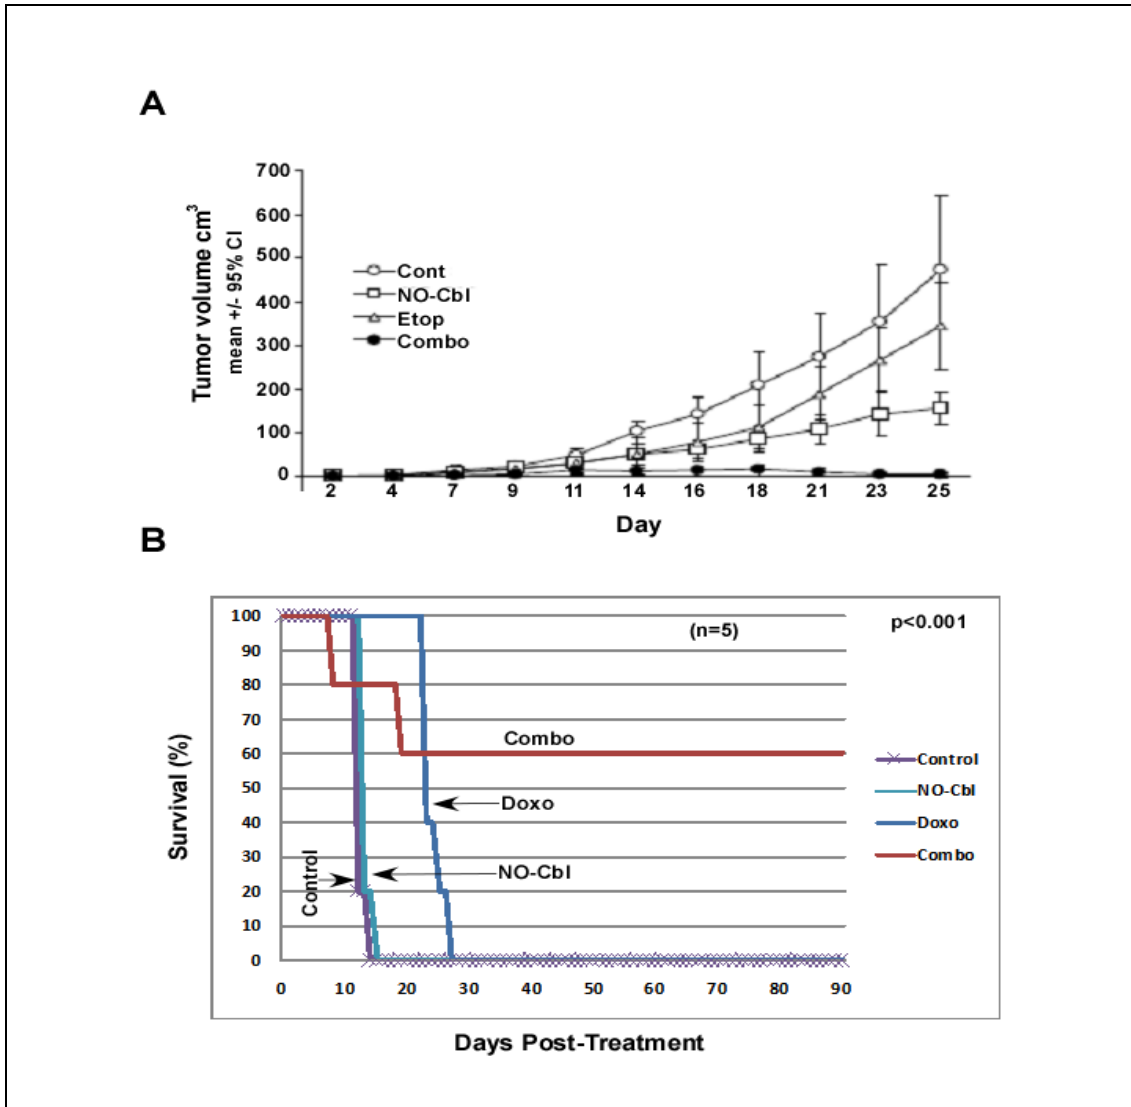 A
700
600
500
400
300
200
100
0
Tumor volume cm³
mean +/- 95% CI
Cont
NO-Cbl
Etop
Combo
2 4 7 9 11 14 16 18 21 23 25
Day
B
100
90
80
70
60
50
40
30
20
10
0
Survival (%)
(n=5)
p<0.001
Combo
Doxo
NO-Cbl
Control
Control
NO-Cbl
Doxo
Combo
0 10 20 30 40 50 60 70 80 90
Days Post-Treatment